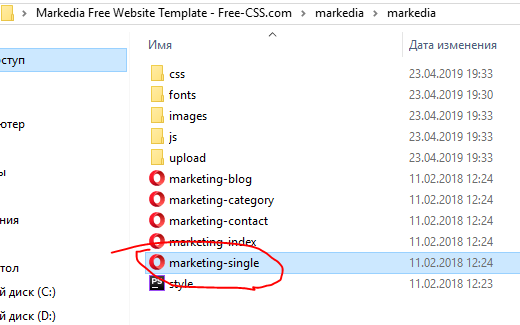 Markedia Free Website Template - Free-CSS.com > markedia > markedia
Имя Дата изменения
оступ
css 23.04.2019 19:33
fonts 23.04.2019 19:30
images 23.04.2019 19:33
js 23.04.2019 19:33
ютер
upload 23.04.2019 19:33
marketing-blog 11.02.2018 12:24
ы
marketing-category 11.02.2018 12:24
marketing-contact 11.02.2018 12:24
ния
marketing-index 11.02.2018 12:24
marketing-single 11.02.2018 12:24
тол
style 11.02.2018 12:23
й диск (C:)
й диск (D:)